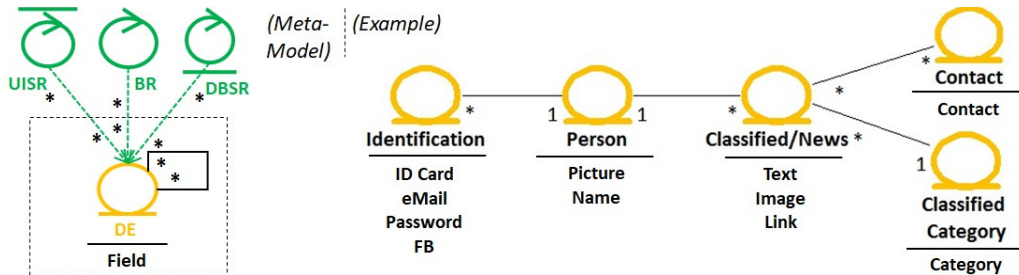 (Meta-
Model)
(Example)
UISR
BR
DBSR
*
*
*
*
*
*
*
*
*
DE
Field
Identification
ID Card
eMail
Password
FB
*
1
Person
Picture
Name
1
*
Classified/News
Text
Image
Link
*
*
*
Contact
Contact
1
Classified
Category
Category